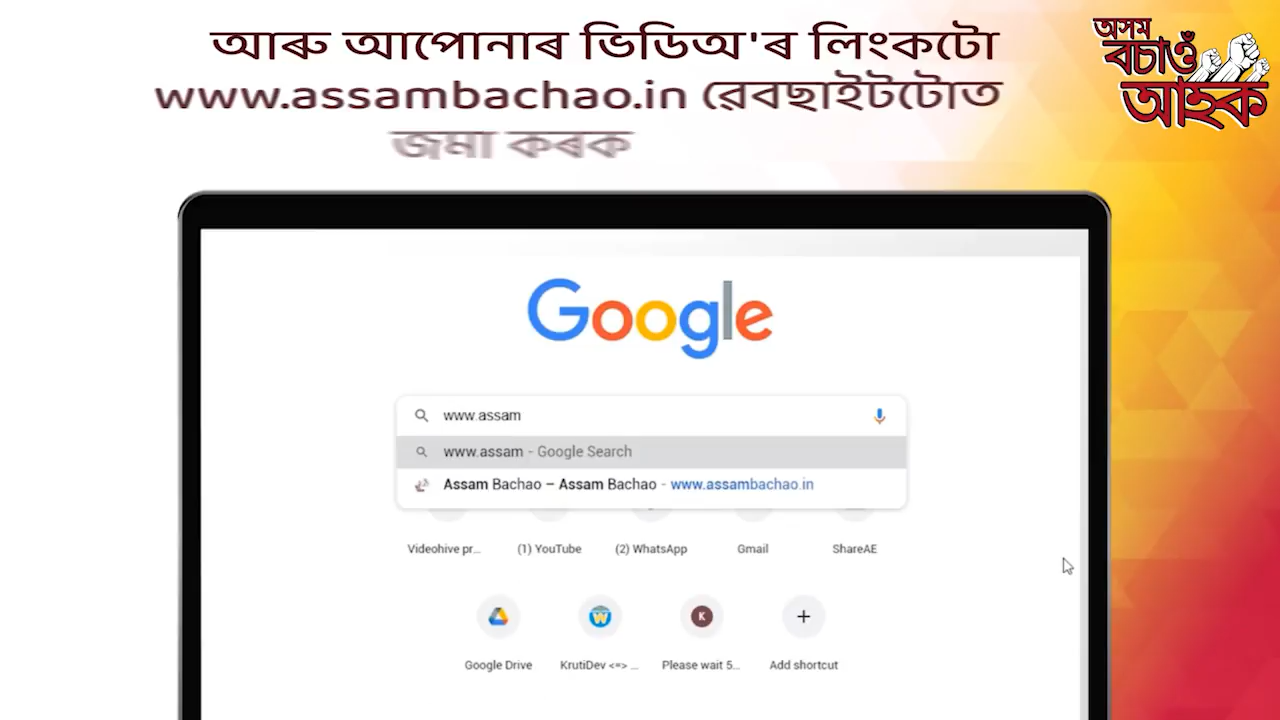 আৰু আপোনাৰ ভিডিঅ'ৰ লিংকটো
www.assambachao.in ৱেবছাইটটোত
জমা কৰক
অসম
বচাওঁ
আহক
Google
www.assam
www.assam - Google Search
Assam Bachao – Assam Bachao - www.assambachao.in
Videohive pr... (1) YouTube (2) WhatsApp Gmail ShareAE
W K
Google Drive KrutiDev <=> ... Please wait 5... Add shortcut